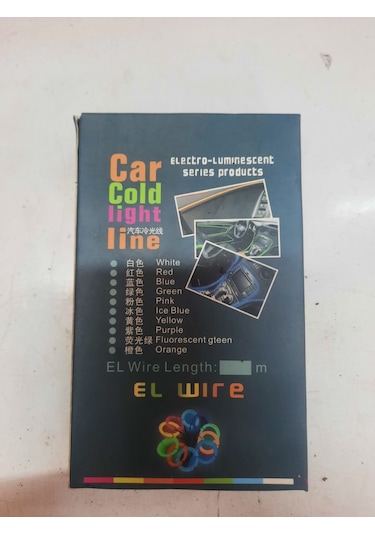 Car
Cold
light
汽车冷光线
line
Electro-Luminescent
series products
白色 White
红色 Red
蓝色 Blue
绿色 Green
粉色 Pink
冰色 Ice Blue
黄色 Yellow
紫色 Purple
荧光绿 Fluorescent gleen
橙色 Orange
EL Wire Length: m
EL WIRE